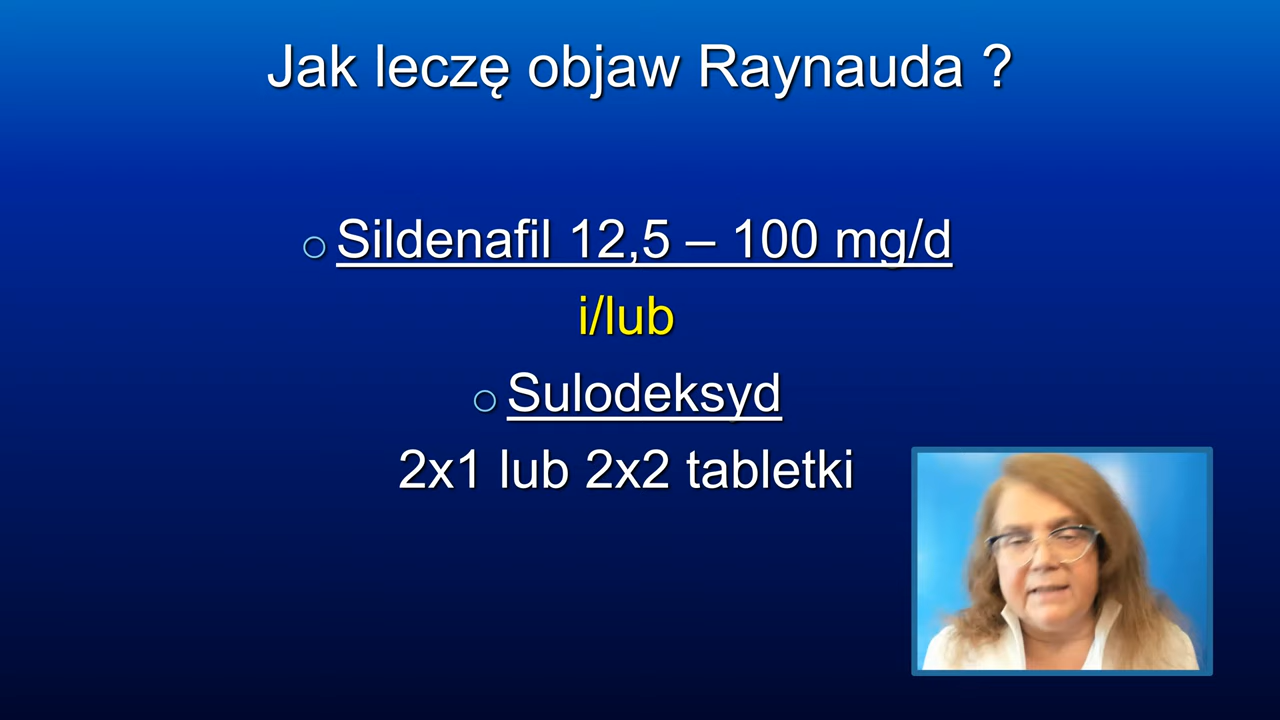 Jak leczę objaw Raynauda ?
Sildenafil 12,5 – 100 mg/d
i/lub
Sulodeksyd
2x1 lub 2x2 tabletki